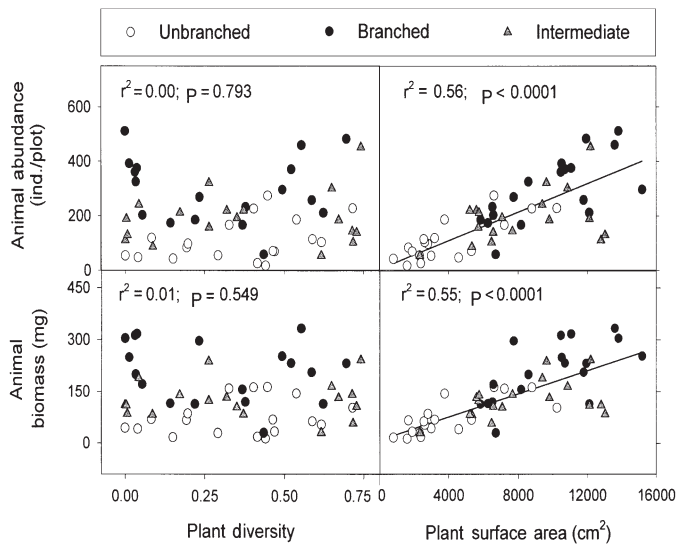 Unbranched Branched Intermediate
r2 = 0.00; P = 0.793 r2 = 0.56; P < 0.0001
Animal abundance
(ind./plot)
600
400
200
0
r2 = 0.01; P = 0.549 r2 = 0.55; P < 0.0001
Animal
biomass (mg)
450
300
150
0
0.00 0.25 0.50 0.75 0 4000 8000 12000 16000
Plant diversity Plant surface area (cm2)